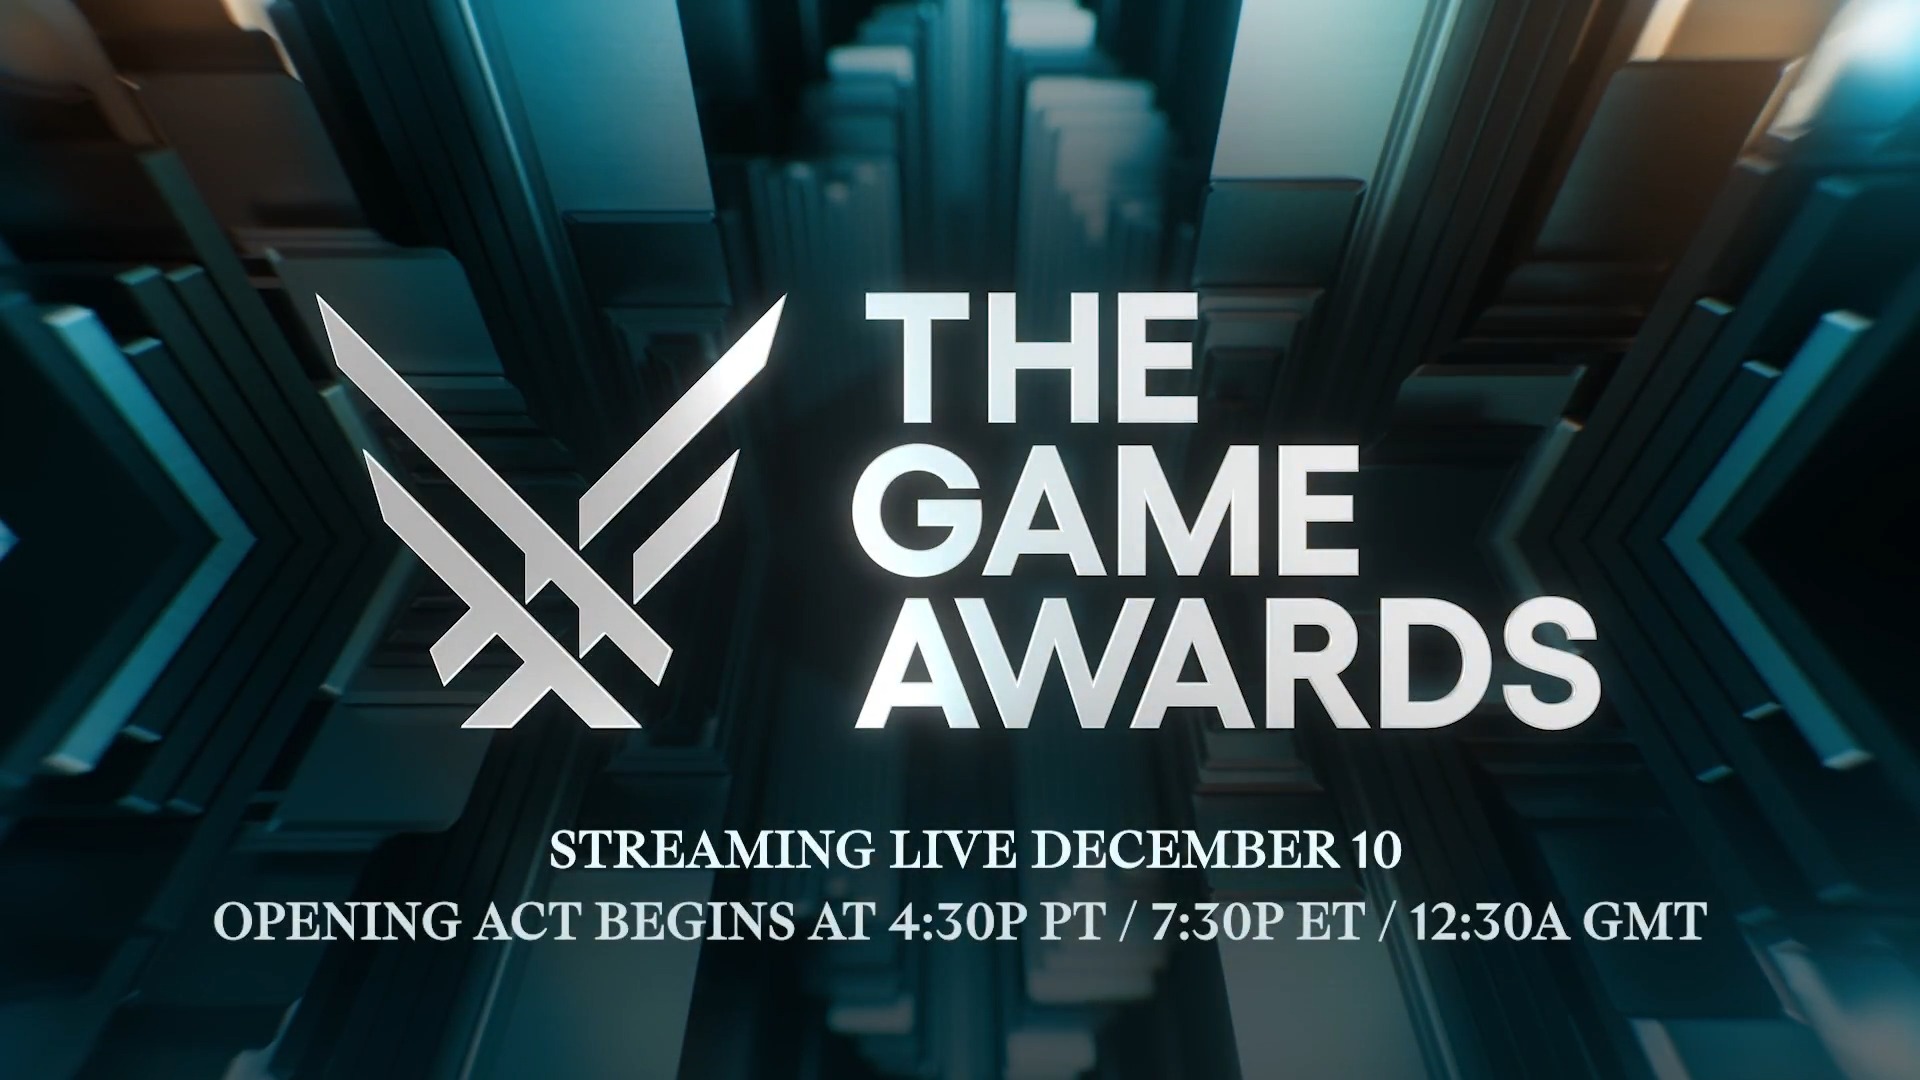 THE
GAME
AWARDS
STREAMING LIVE DECEMBER 10
OPENING ACT BEGINS AT 4:30P PT / 7:30P ET / 12:30A GMT